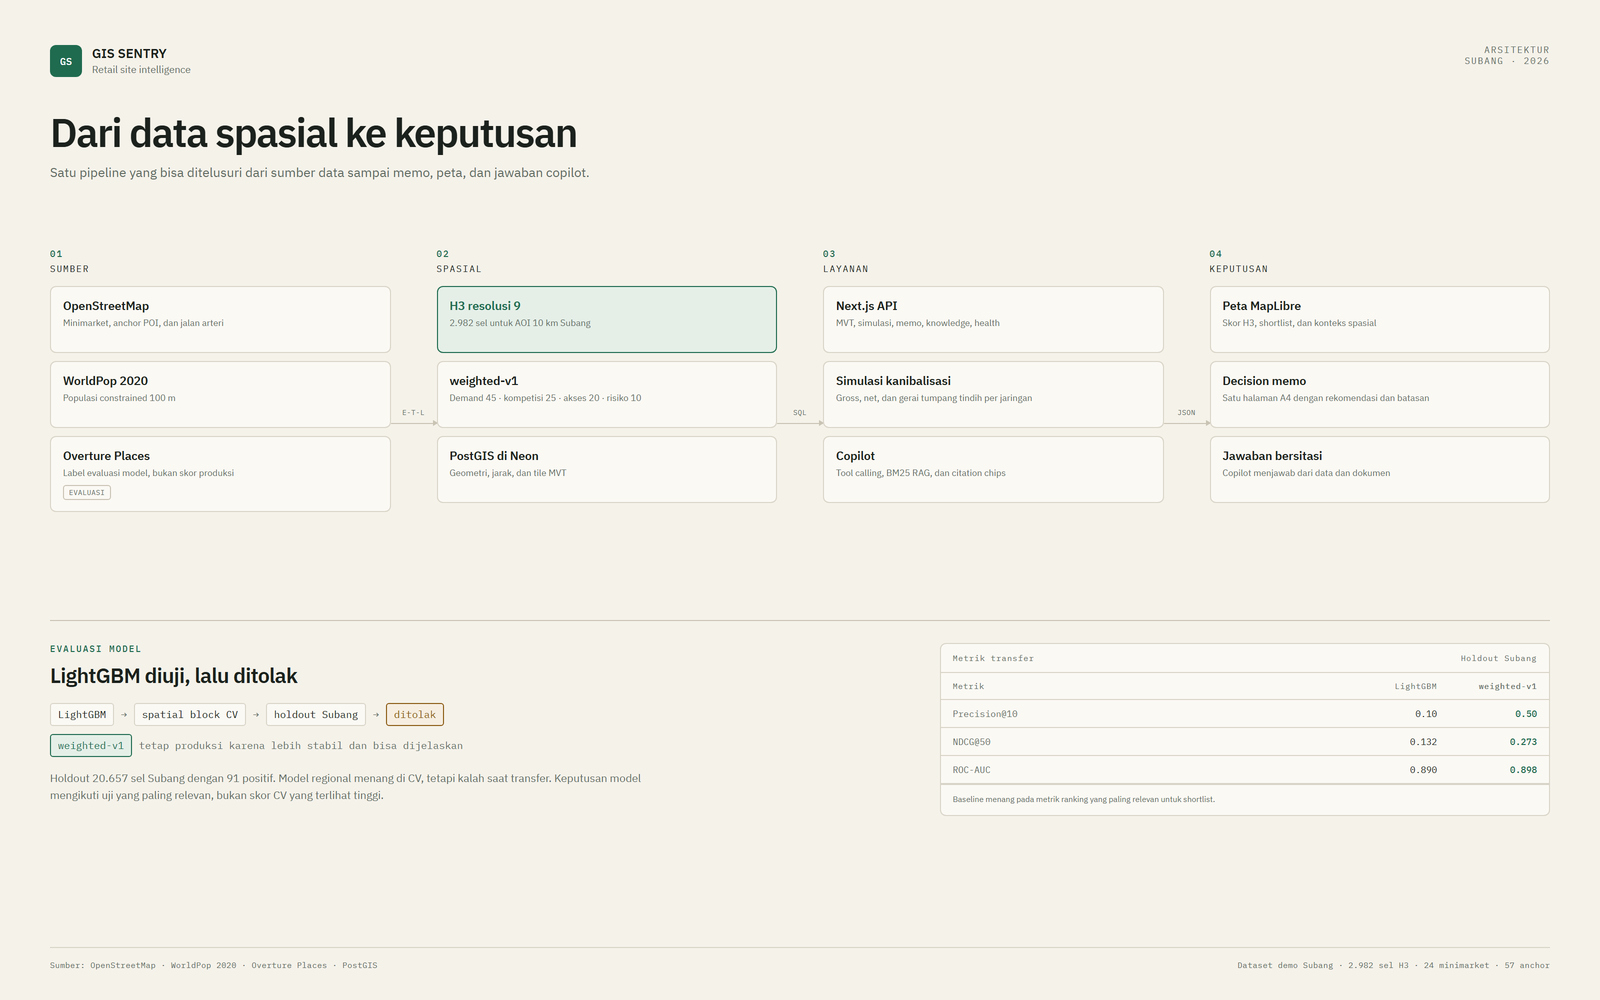 GS
GIS SENTRY
Retail site intelligence
ARSITEKTUR
SUBANG · 2026
Dari data spasial ke keputusan
Satu pipeline yang bisa ditelusuri dari sumber data sampai memo, peta, dan jawaban copilot.
01
SUMBER
OpenStreetMap
Minimarket, anchor POI, dan jalan arteri
WorldPop 2020
Populasi constrained 100 m
Overture Places
Label evaluasi model, bukan skor produksi
EVALUASI
E-T-L
02
SPASIAL
H3 resolusi 9
2.982 sel untuk AOI 10 km Subang
weighted-v1
Demand 45 · kompetisi 25 · akses 20 · risiko 10
PostGIS di Neon
Geometri, jarak, dan tile MVT
SQL
03
LAYANAN
Next.js API
MVT, simulasi, memo, knowledge, health
Simulasi kanibalisasi
Gross, net, dan gerai tumpang tindih per jaringan
Copilot
Tool calling, BM25 RAG, dan citation chips
JSON
04
KEPUTUSAN
Peta MapLibre
Skor H3, shortlist, dan konteks spasial
Decision memo
Satu halaman A4 dengan rekomendasi dan batasan
Jawaban bersitasi
Copilot menjawab dari data dan dokumen
EVALUASI MODEL
LightGBM diuji, lalu ditolak
LightGBM → spatial block CV → holdout Subang → ditolak
weighted-v1 tetap produksi karena lebih stabil dan bisa dijelaskan
Holdout 20.657 sel Subang dengan 91 positif. Model regional menang di CV, tetapi kalah saat transfer. Keputusan model
mengikuti uji yang paling relevan, bukan skor CV yang terlihat tinggi.
Metrik transfer Holdout Subang
Metrik LightGBM weighted-v1
Precision@10 0.10 0.50
NDCG@50 0.132 0.273
ROC-AUC 0.890 0.898
Baseline menang pada metrik ranking yang paling relevan untuk shortlist.
Sumber: OpenStreetMap · WorldPop 2020 · Overture Places · PostGIS
Dataset demo Subang · 2.982 sel H3 · 24 minimarket · 57 anchor